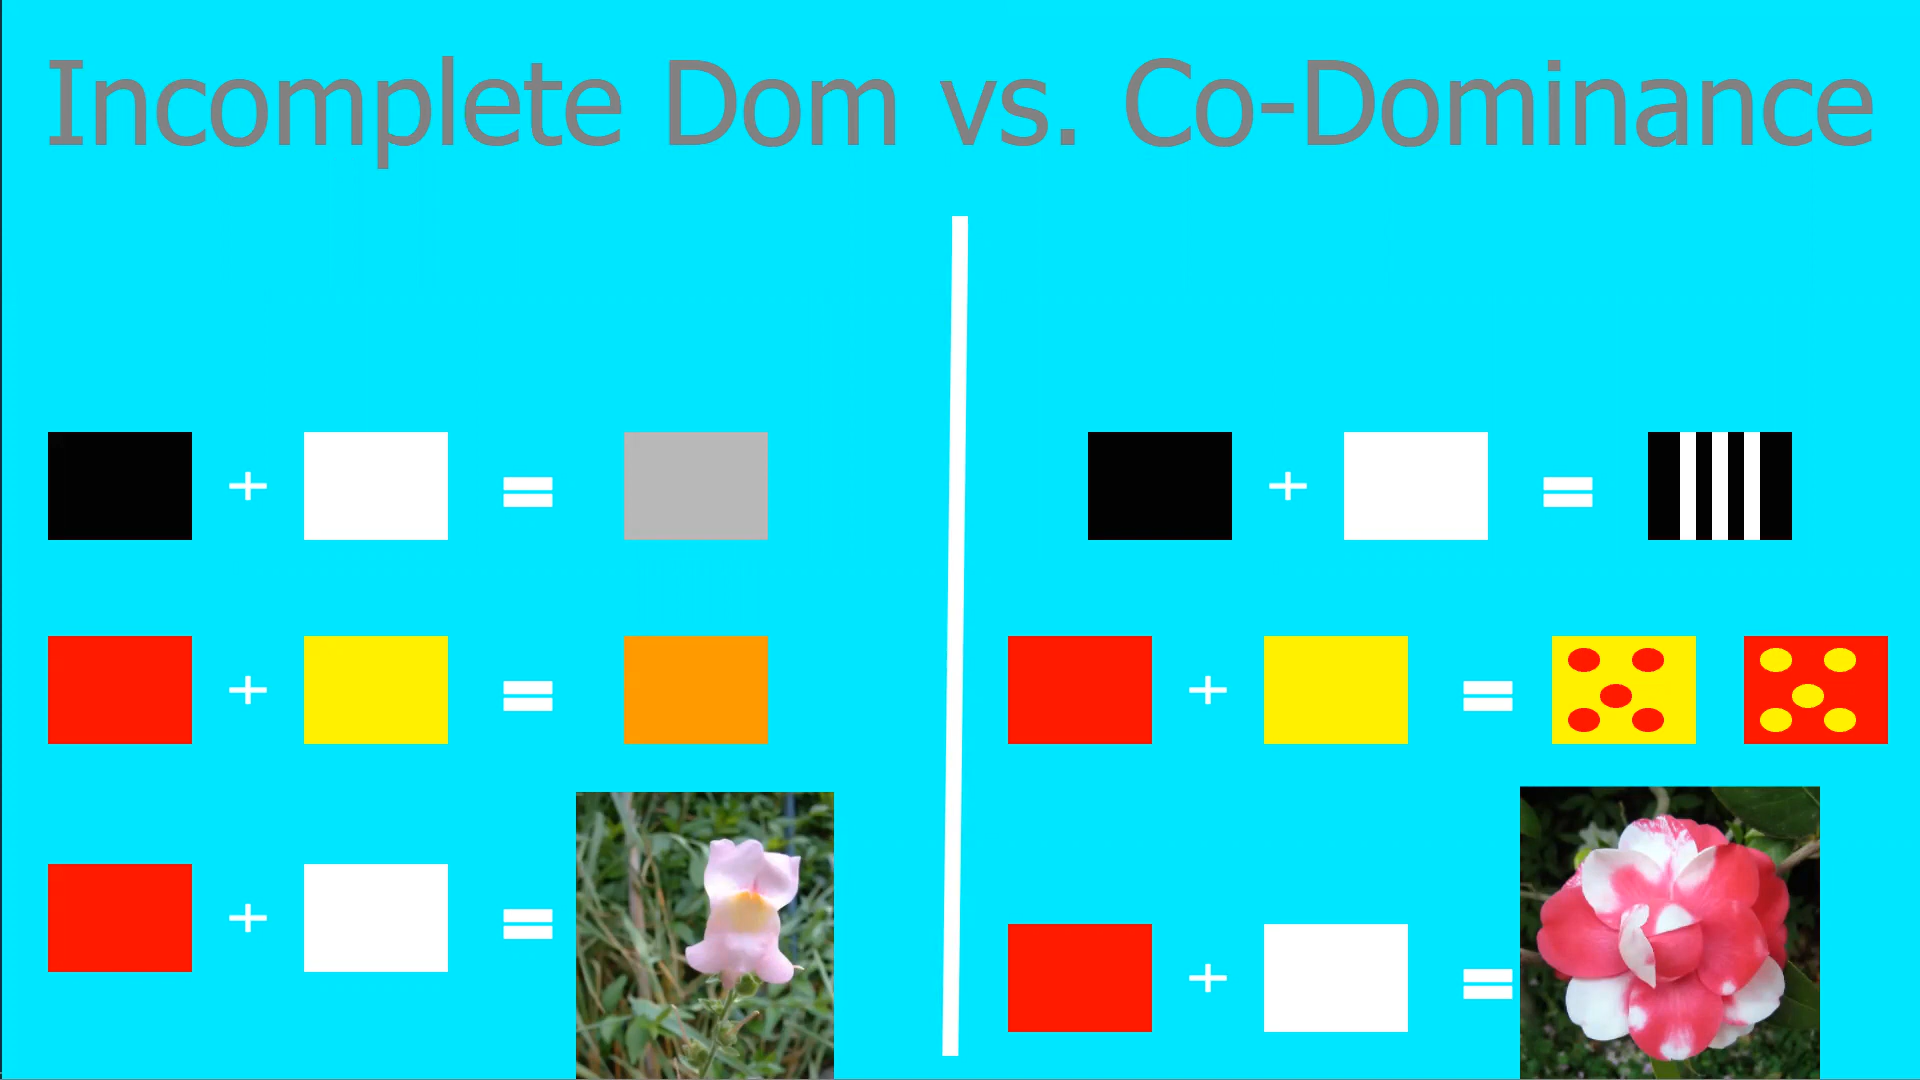 Incomplete Dom vs. Co-Dominance
+ = + =
+ = + =
+ = + =